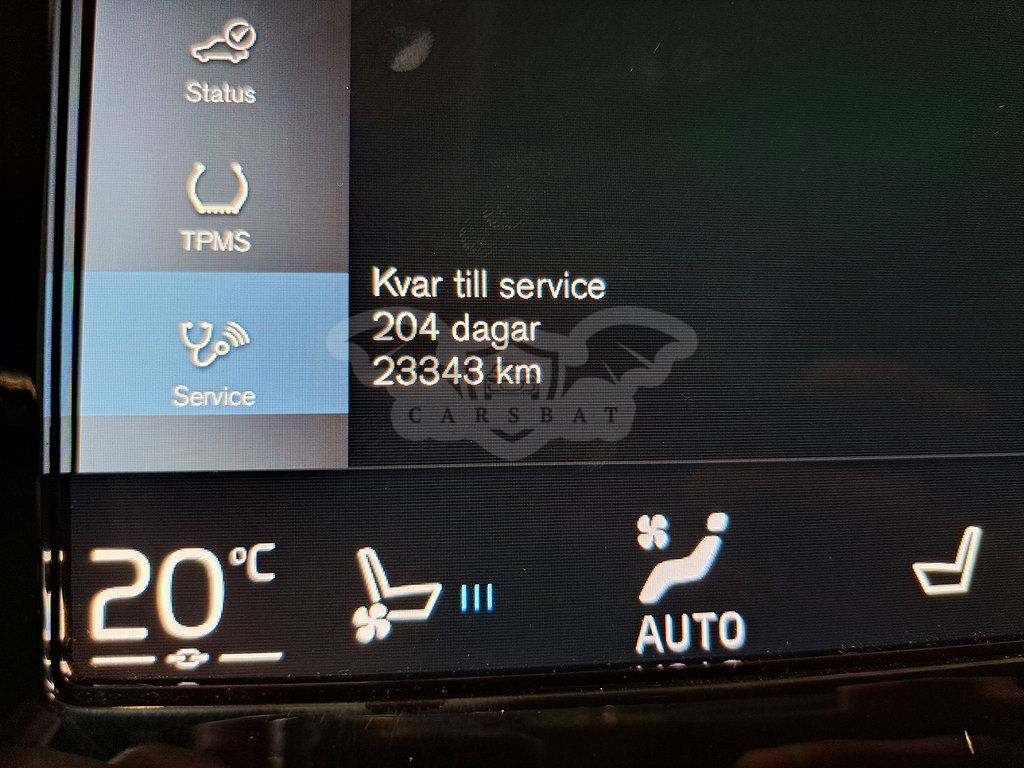 Status
TPMS
Service
Kvar till service
204 dagar
23343 km
CARSBAT
20°C
AUTO